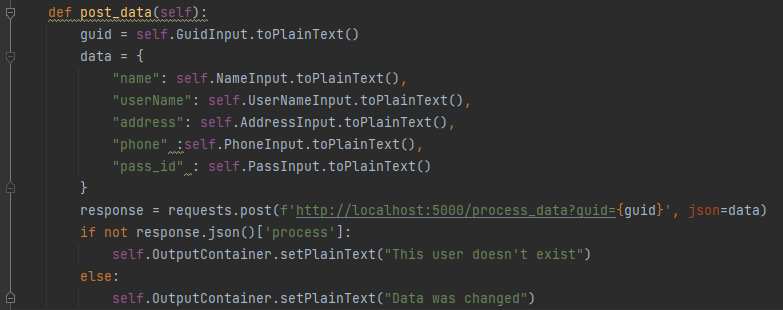 def post_data(self):
    guid = self.GuidInput.toPlainText()
    data = {
        "name": self.NameInput.toPlainText(),
        "userName": self.UserNameInput.toPlainText(),
        "address": self.AddressInput.toPlainText(),
        "phone" :self.PhoneInput.toPlainText(),
        "pass_id" : self.PassInput.toPlainText()
    }
    response = requests.post(f'http://localhost:5000/process_data?quid={guid}', json=data)
    if not response.json()['process']:
        self.OutputContainer.setPlainText("This user doesn't exist")
    else:
        self.OutputContainer.setPlainText("Data was changed")